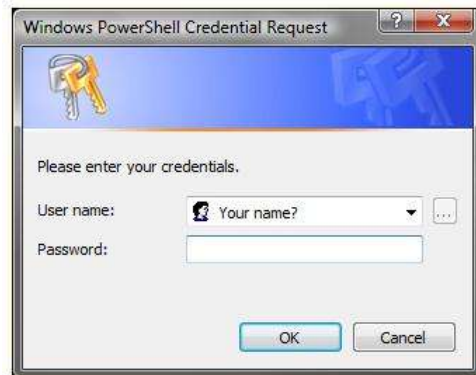 Windows PowerShell Credential Request
Please enter your credentials.
User name: Your name? ...
Password:
OK Cancel